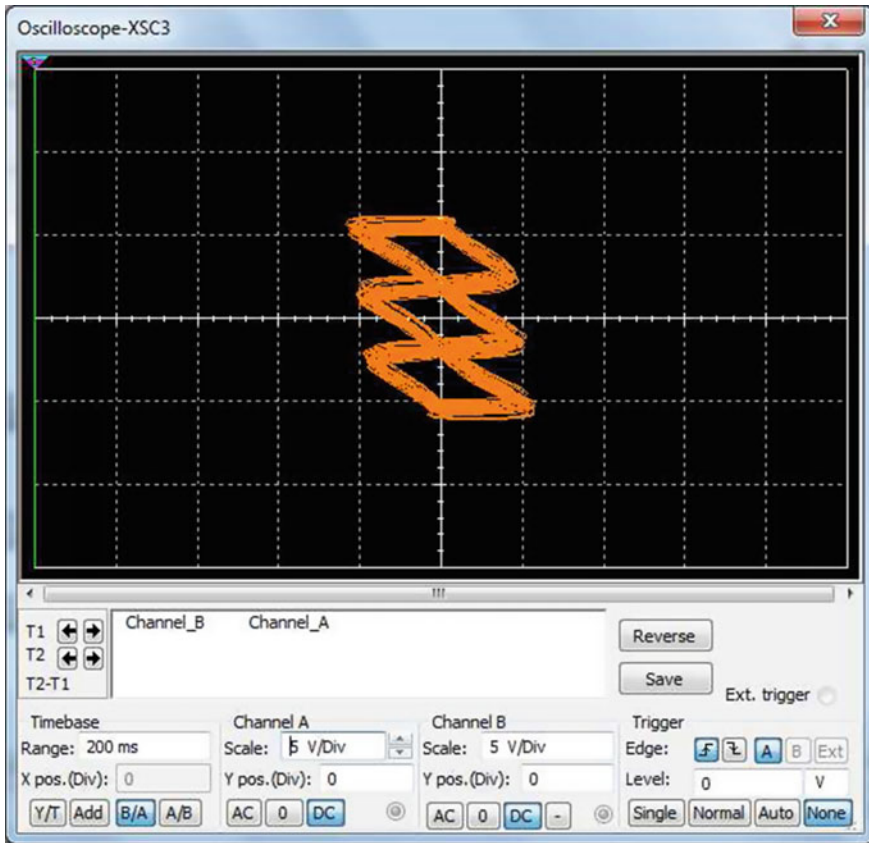 Oscilloscope-XSC3
T1
T2
T2-T1
Channel_B Channel_A
Reverse
Save
Ext. trigger
Timebase
Range: 200 ms
X pos.(Div): 0
Y/T Add B/A A/B
Channel A
Scale: 5 V/Div
Y pos.(Div): 0
AC 0 DC
Channel B
Scale: 5 V/Div
Y pos.(Div): 0
AC 0 DC -
Trigger
Edge: A B Ext
Level: 0 V
Single Normal Auto None